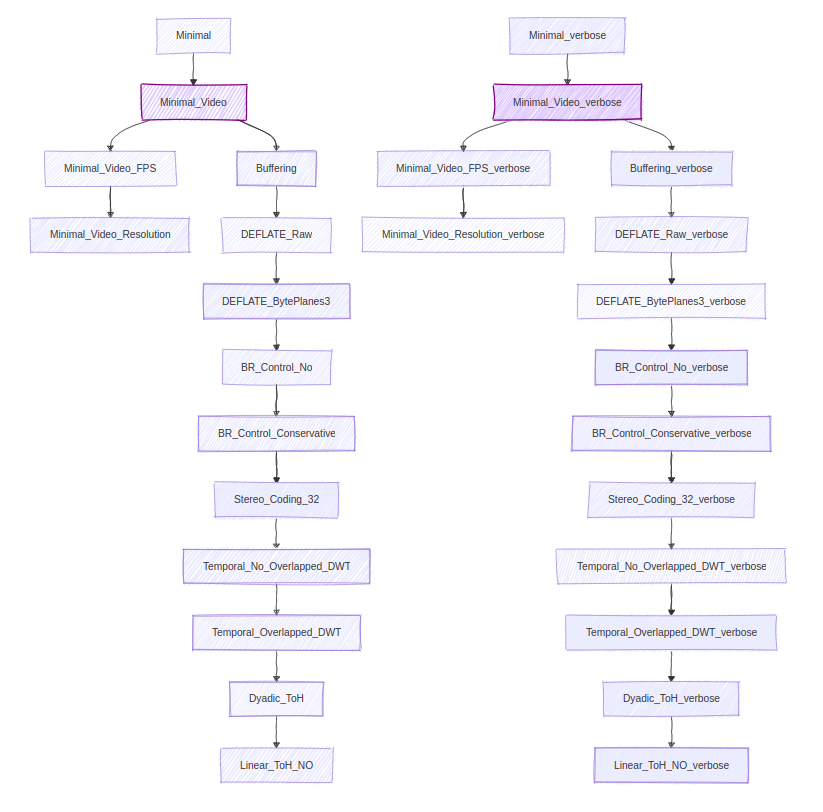 Minimal
Minimal_verbose
Minimal_Video
Minimal_Video_verbose
Minimal_Video_FPS
Buffering
Minimal_Video_FPS_verbose
Buffering_verbose
Minimal_Video_Resolution
DEFLATE_Raw
Minimal_Video_Resolution_verbose
DEFLATE_Raw_verbose
DEFLATE_BytePlanes3
DEFLATE_BytePlanes3_verbose
BR_Control_No
BR_Control_No_verbose
BR_Control_Conservative
BR_Control_Conservative_verbose
Stereo_Coding_32
Stereo_Coding_32_verbose
Temporal_No_Overlapped_DWT
Temporal_No_Overlapped_DWT_verbose
Temporal_Overlapped_DWT
Temporal_Overlapped_DWT_verbose
Dyadic_ToH
Dyadic_ToH_verbose
Linear_ToH_NO
Linear_ToH_NO_verbose